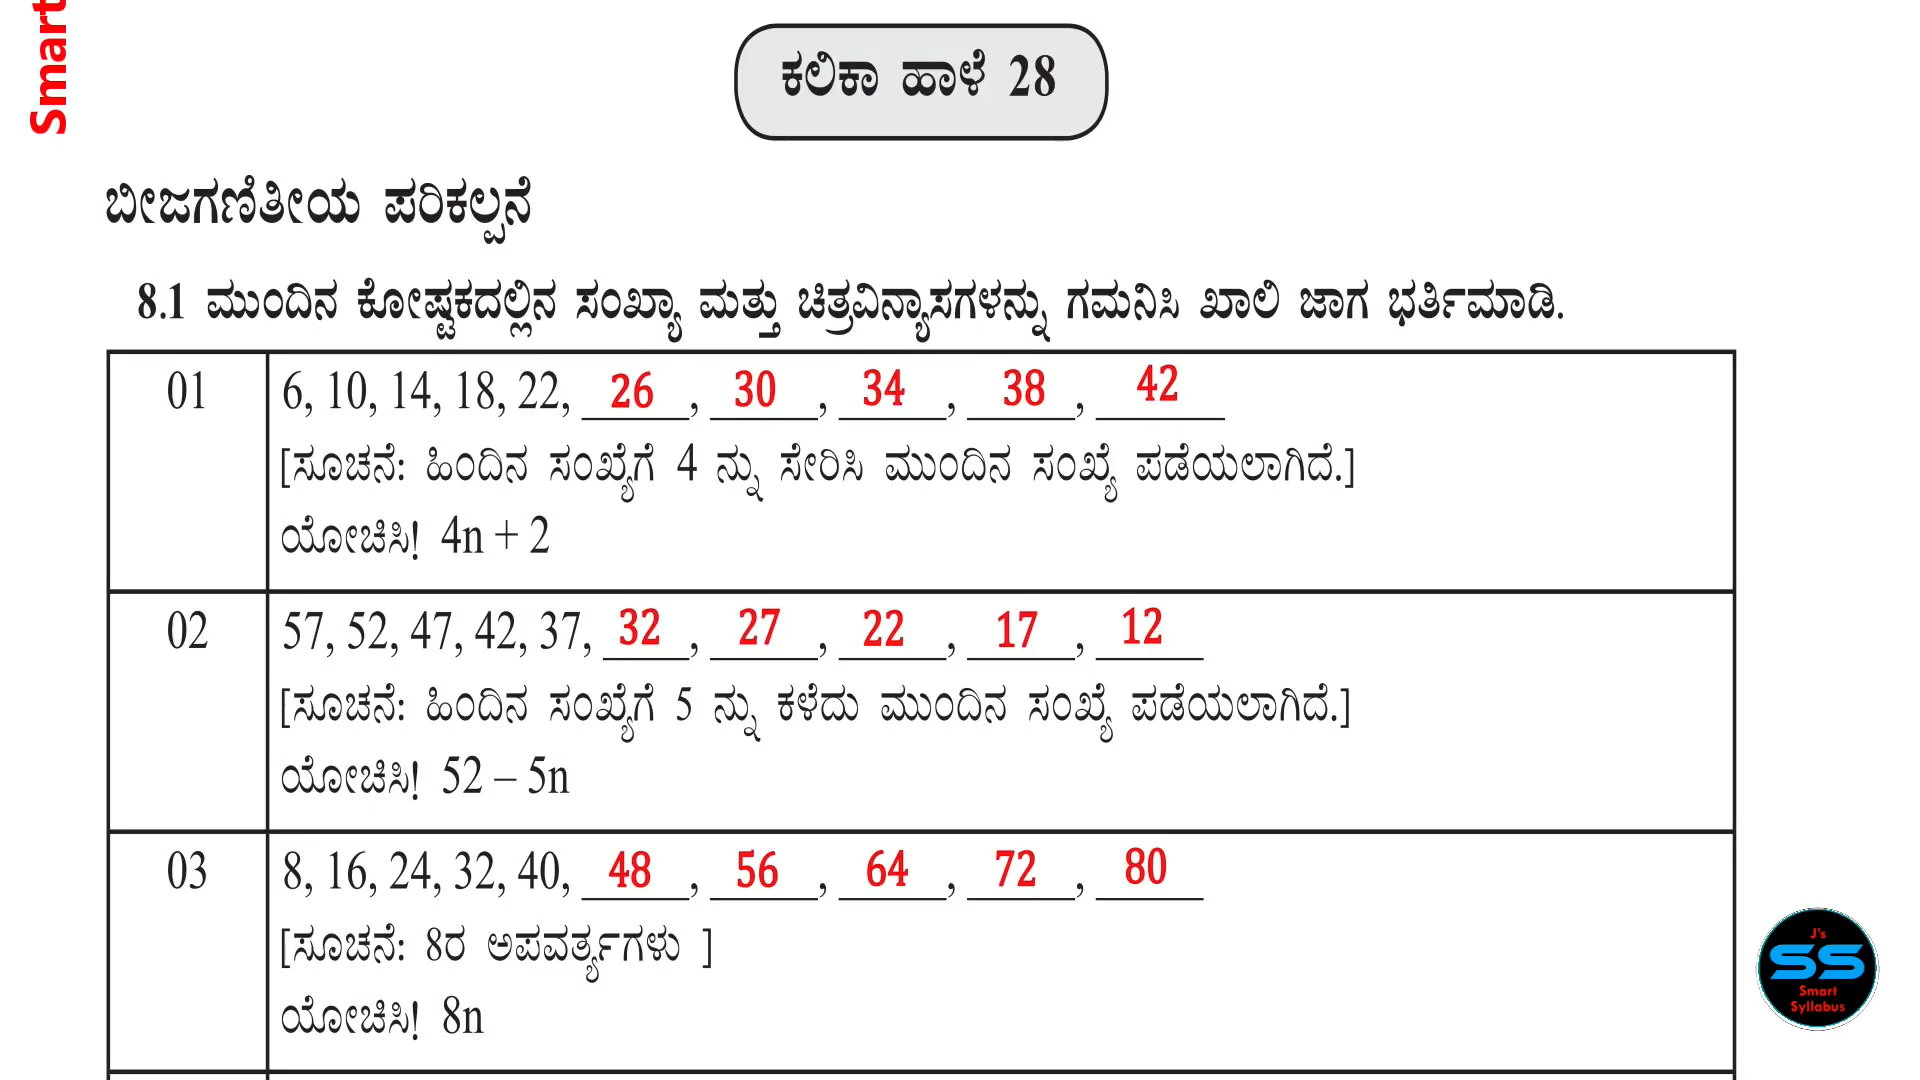 Smart
ಕಲಿಕಾ ಹಾಳೆ 28
ಬೀಜಗಣಿತೀಯ ಪರಿಕಲ್ಪನೆ
8.1 ಮುಂದಿನ ಕೋಷ್ಟಕದಲ್ಲಿನ ಸಂಖ್ಯಾ ಮತ್ತು ಚಿತ್ರವಿನ್ಯಾಸಗಳನ್ನು ಗಮನಿಸಿ ಖಾಲಿ ಜಾಗ ಭರ್ತಿಮಾಡಿ.
01 6, 10, 14, 18, 22, 26, 30, 34, 38, 42
[ಸೂಚನೆ: ಹಿಂದಿನ ಸಂಖ್ಯೆಗೆ 4 ನ್ನು ಸೇರಿಸಿ ಮುಂದಿನ ಸಂಖ್ಯೆ ಪಡೆಯಲಾಗಿದೆ.]
ಯೋಚಿಸಿ! 4n + 2
02 57, 52, 47, 42, 37, 32, 27, 22, 17, 12
[ಸೂಚನೆ: ಹಿಂದಿನ ಸಂಖ್ಯೆಗೆ 5 ನ್ನು ಕಳೆದು ಮುಂದಿನ ಸಂಖ್ಯೆ ಪಡೆಯಲಾಗಿದೆ.]
ಯೋಚಿಸಿ! 52 – 5n
03 8, 16, 24, 32, 40, 48, 56, 64, 72, 80
[ಸೂಚನೆ: 8ರ ಅಪವರ್ತ್ಯಗಳು ]
ಯೋಚಿಸಿ! 8n
J's
SS
Smart
Syllabus